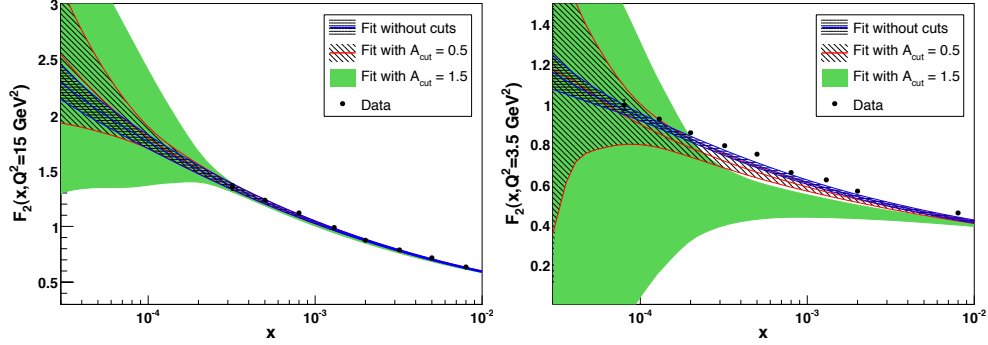 F2(x,Q²=15 GeV²)
3
2.5
2
1.5
1
0.5
Fit without cuts
Fit with Acut = 0.5
Fit with Acut = 1.5
Data
10⁻⁴
10⁻³
10⁻²
x
F2(x,Q²=3.5 GeV²)
1.4
1.2
1
0.8
0.6
0.4
0.2
Fit without cuts
Fit with Acut = 0.5
Fit with Acut = 1.5
Data
10⁻⁴
10⁻³
10⁻²
x